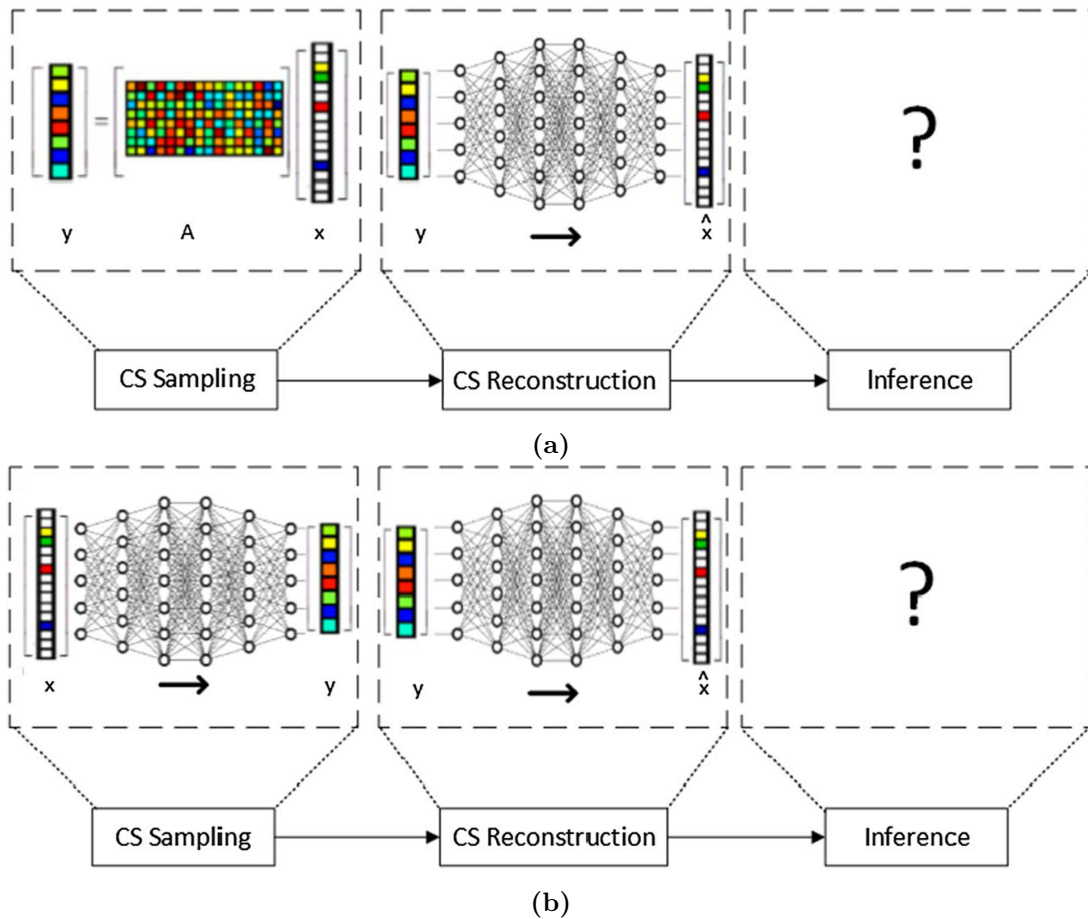 =
y A x
y x̂
?
CS Sampling CS Reconstruction Inference
(a)
x y
y x̂
?
CS Sampling CS Reconstruction Inference
(b)